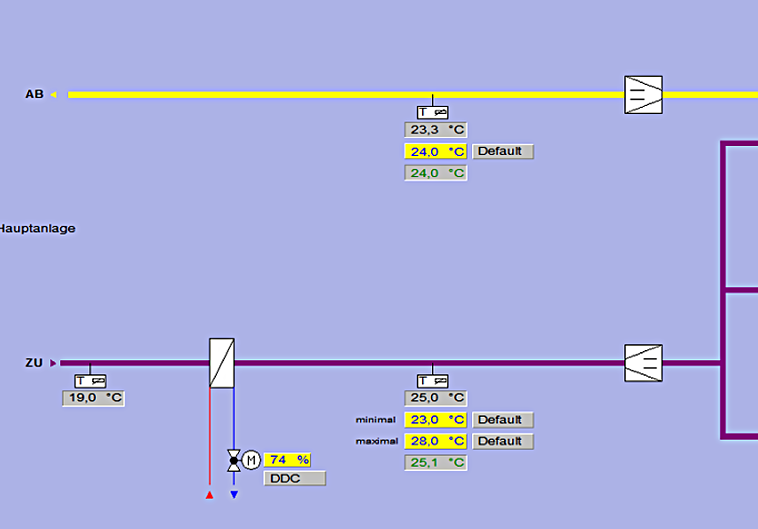 AB
T
23,3 °C
24,0 °C Default
24,0 °C
Hauptanlage
ZU
T
T
19,0 °C
25,0 °C
minimal 23,0 °C Default
maximal 28,0 °C Default
M 74 %
25,1 °C
DDC